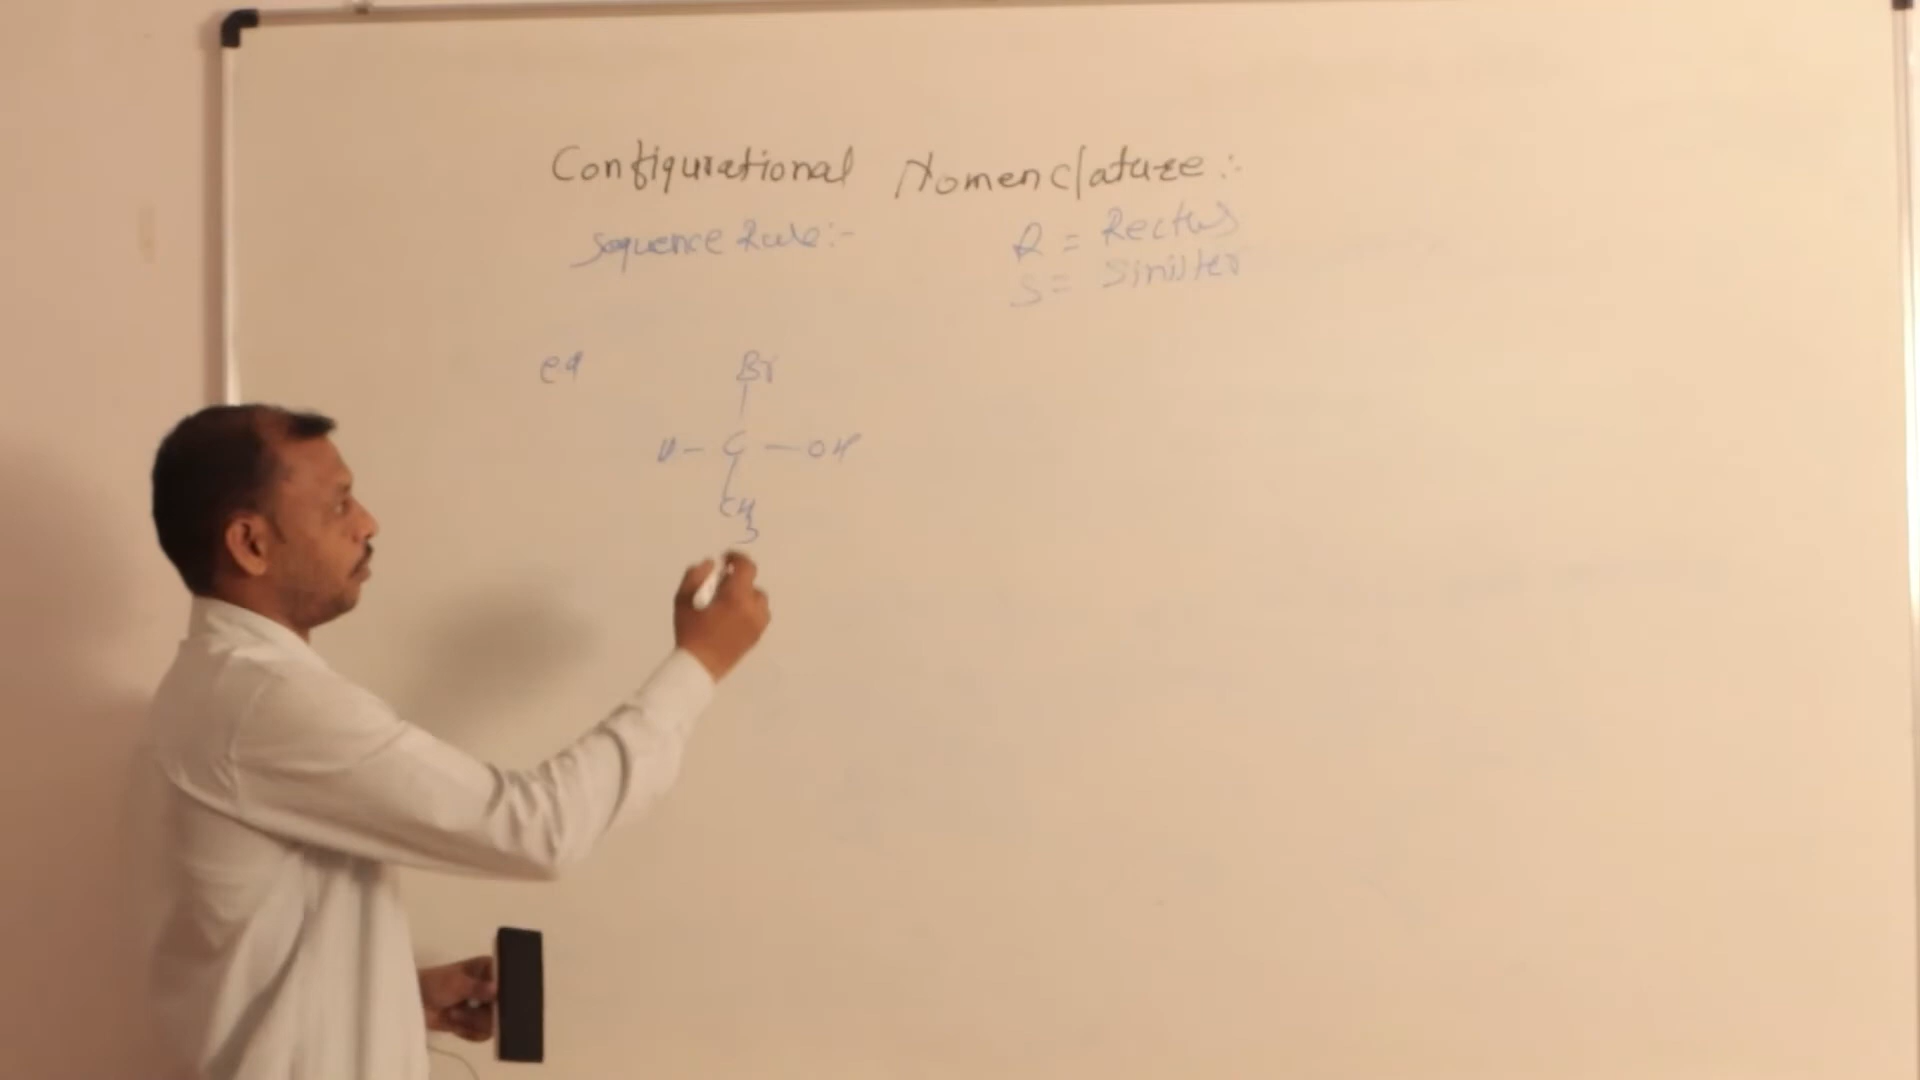 Configurational Nomenclature :-
Sequence Rule :-
R = Rectus
S = Sinister
eg
Br
H - C - OH
CH3